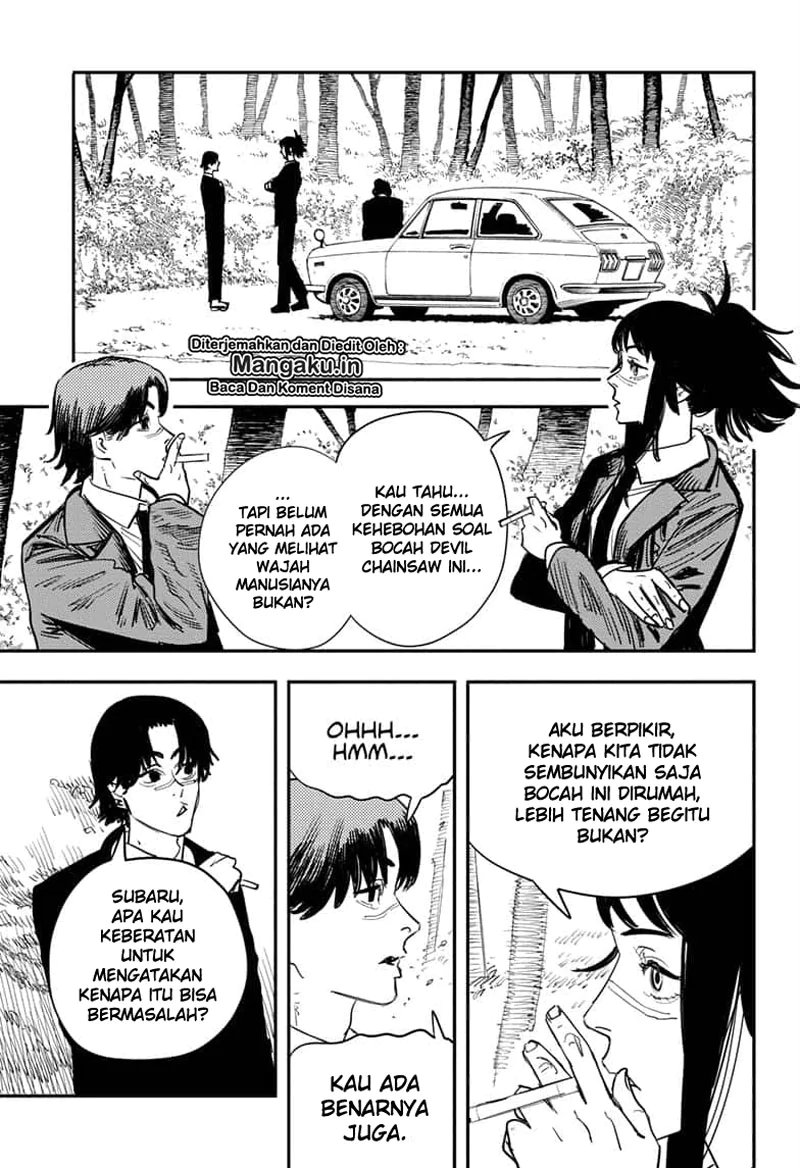 Diterjemahkan dan Diedit Oleh :
Mangaku.in
Baca Dan Koment Disana
KAU TAHU...
DENGAN SEMUA
KEHEBOHAN SOAL
BOCAH DEVIL
CHAINSAW INI...
...
TAPI BELUM
PERNAH ADA
YANG MELIHAT
WAJAH
MANUSIANYA
BUKAN?
AKU BERPIKIR,
KENAPA KITA TIDAK
SEMBUNYIKAN SAJA
BOCAH INI DIRUMAH,
LEBIH TENANG BEGITU
BUKAN?
OHHH...
HMM...
KAU ADA
BENARNYA
JUGA.
SUBARU,
APA KAU
KEBERATAN
UNTUK
MENGATAKAN
KENAPA ITU BISA
BERMASALAH?